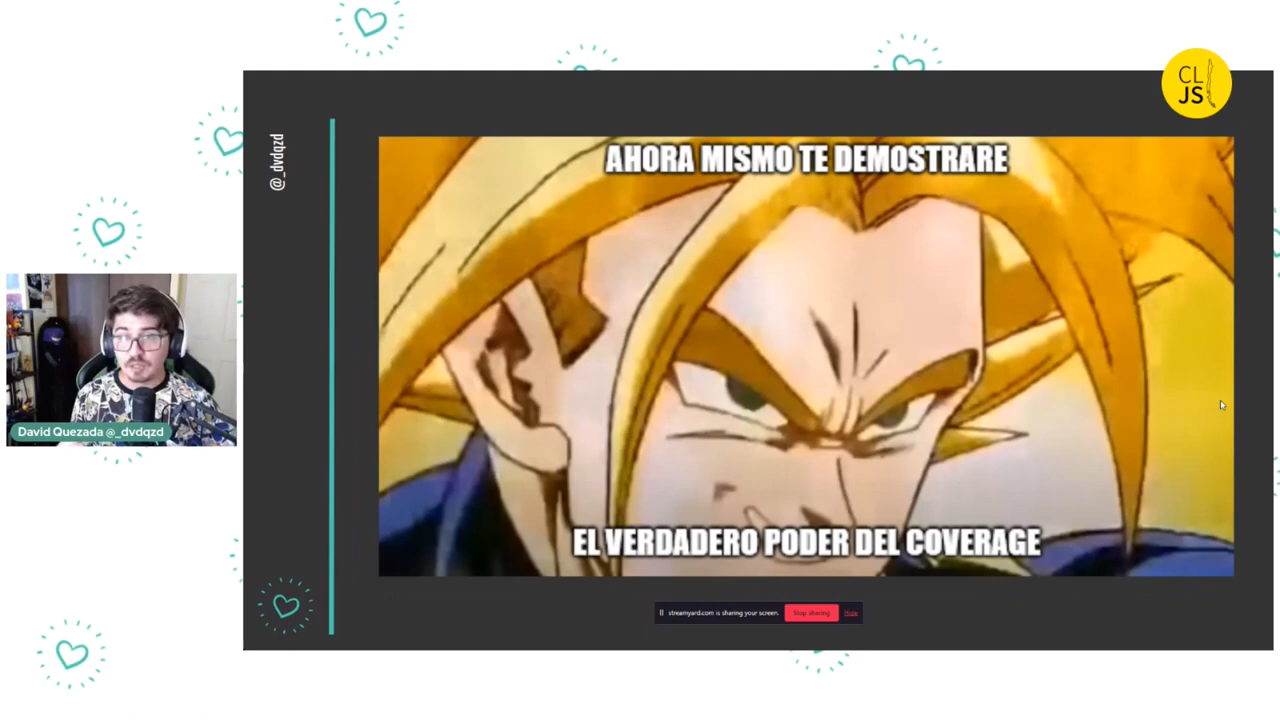 CL
JS
@_dvdqzd
AHORA MISMO TE DEMOSTRARE
EL VERDADERO PODER DEL COVERAGE
David Quezada @_dvdqzd
streamyard.com is sharing your screen.
Stop sharing
Hide